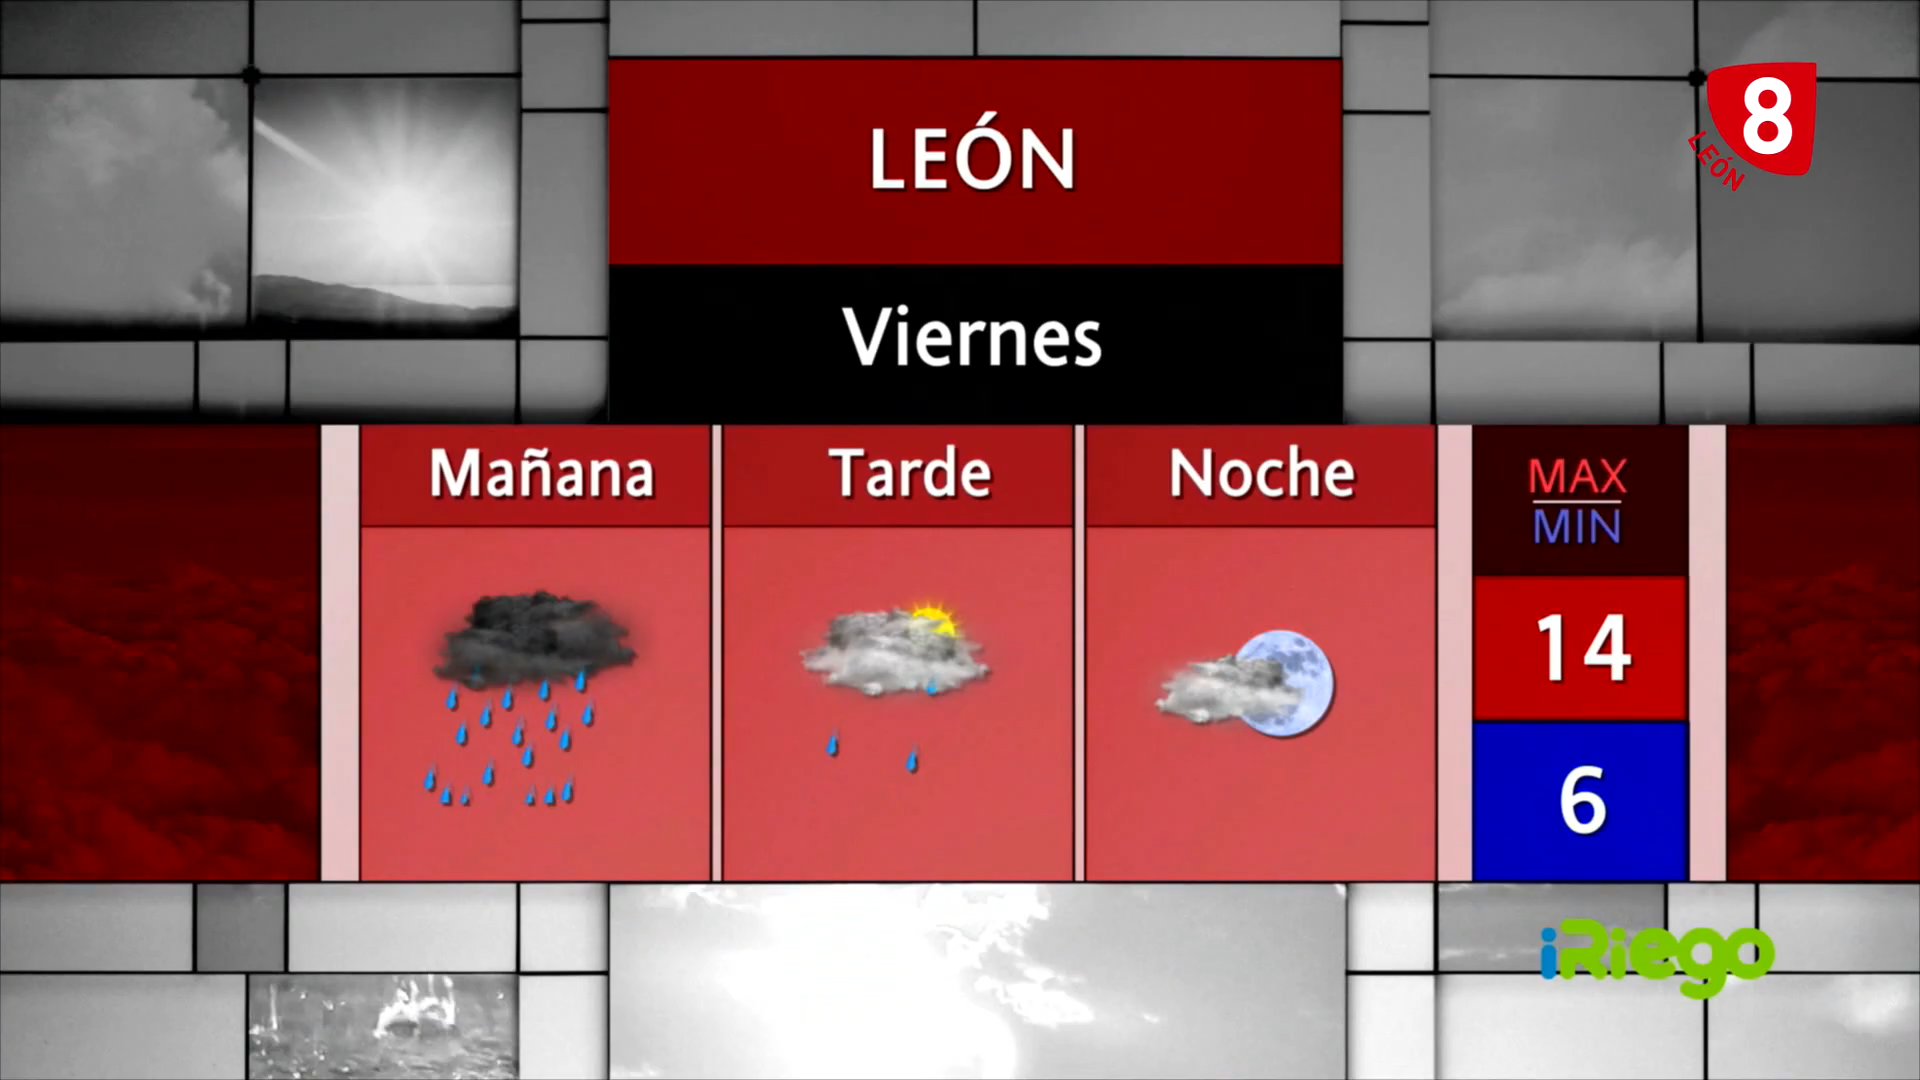 LEÓN
8
LEÓN
Viernes
Mañana
Tarde
Noche
MAX
MIN
14
6
iRiego